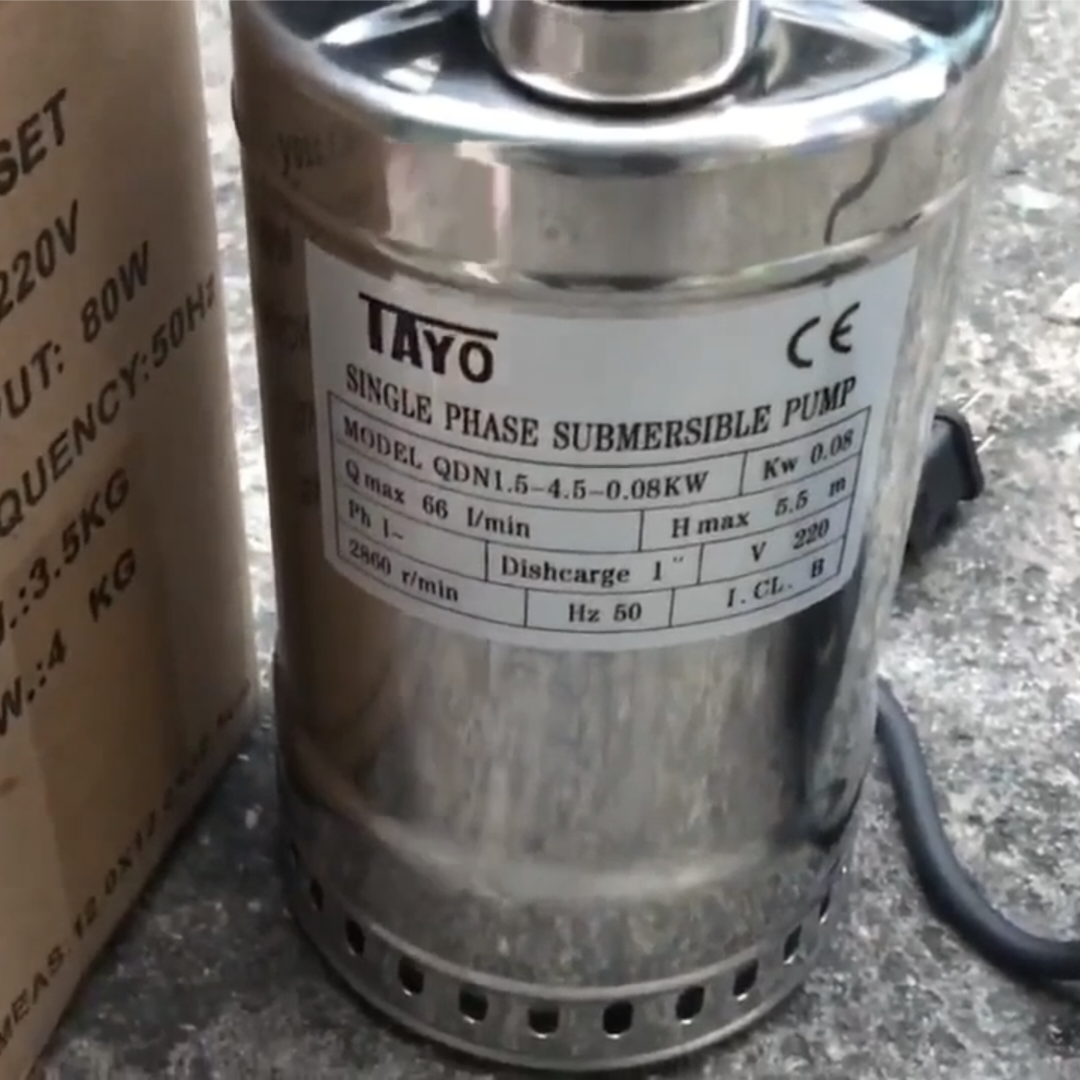 SET
220V
PUT: 80W
QUENCY:50Hz
.:3.5KG
W.:4 KG
MEAS:
TAYO CE
SINGLE PHASE SUBMERSIBLE PUMP
MODEL QDN1.5-4.5-0.08KW Kw 0.08
Q max 66 l/min H max 5.5 m
Ph 1~ Dishcarge 1" V 220
2860 r/min Hz 50 I.CL. B